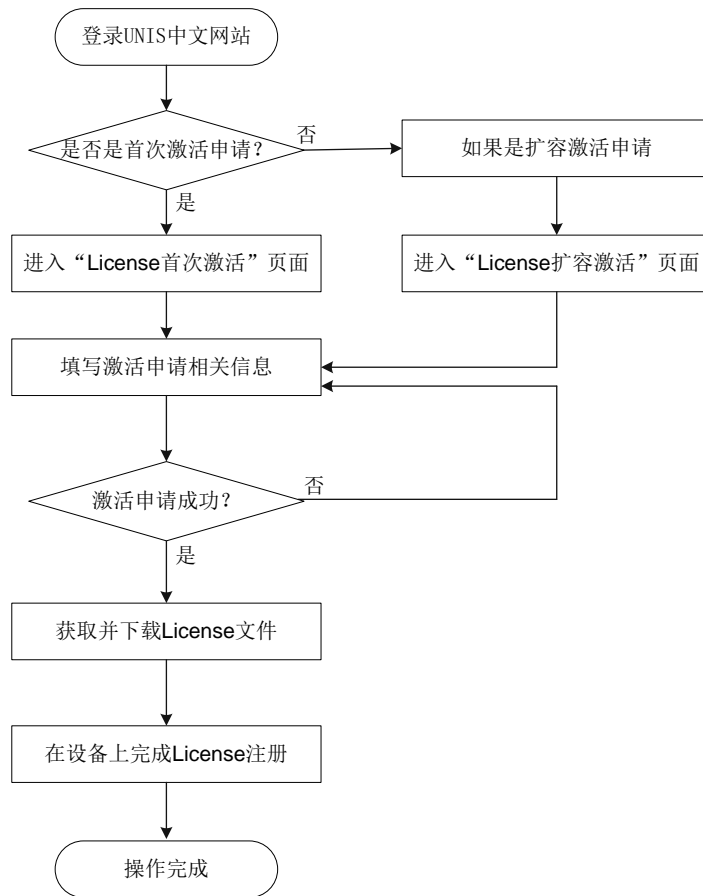 登录UNIS中文网站
是否是首次激活申请？
否
如果是扩容激活申请
是
进入“License首次激活”页面
进入“License扩容激活”页面
填写激活申请相关信息
激活申请成功？
否
是
获取并下载License文件
在设备上完成License注册
操作完成